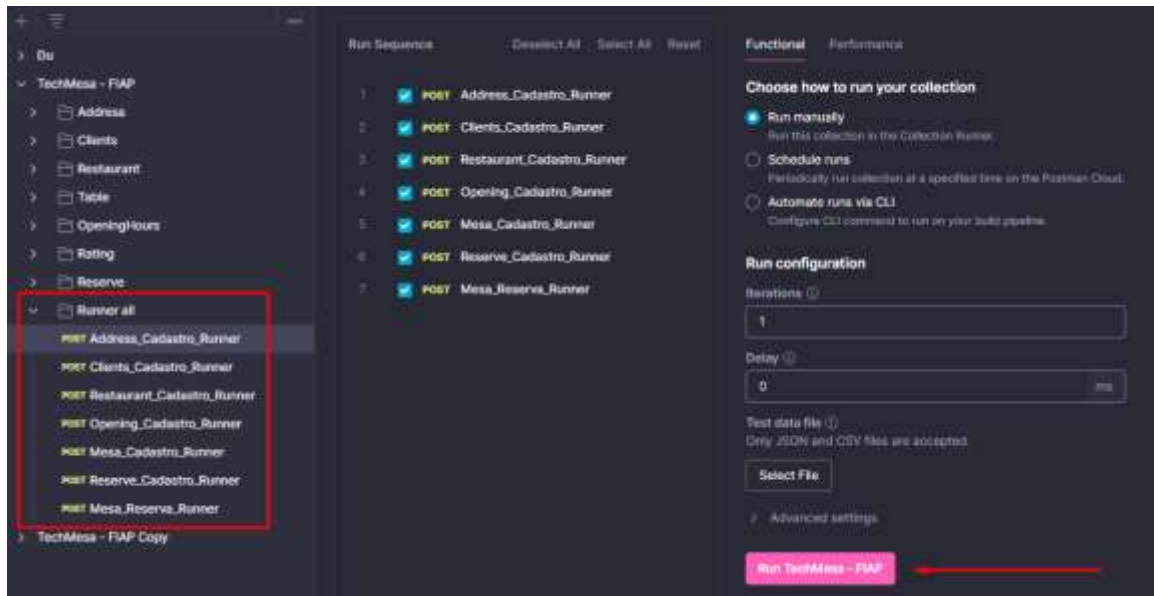 Du
TechMesa - FIAP
Address
Clients
Restaurant
Table
OpeningHours
Rating
Reserve
Runner all
POST Address_Cadastro_Runner
POST Clients_Cadastro_Runner
POST Restaurant_Cadastro_Runner
POST Opening_Cadastro_Runner
POST Mesa_Cadastro_Runner
POST Reserve_Cadastro_Runner
POST Mesa_Reserva_Runner
TechMesa - FIAP Copy
Run Sequence Deselect All Select All Reset
1 POST Address_Cadastro_Runner
2 POST Clients_Cadastro_Runner
3 POST Restaurant_Cadastro_Runner
4 POST Opening_Cadastro_Runner
5 POST Mesa_Cadastro_Runner
6 POST Reserve_Cadastro_Runner
7 POST Mesa_Reserva_Runner
Functional Performance
Choose how to run your collection
Run manually
Run this collection in the Collection Runner.
Schedule runs
Periodically run collection at a specified time on the Postman Cloud.
Automate runs via CLI
Configure CLI command to run on your build pipeline.
Run configuration
Iterations
1
Delay
0 ms
Test data file
Only JSON and CSV files are accepted.
Select File
Advanced settings
Run TechMesa - FIAP